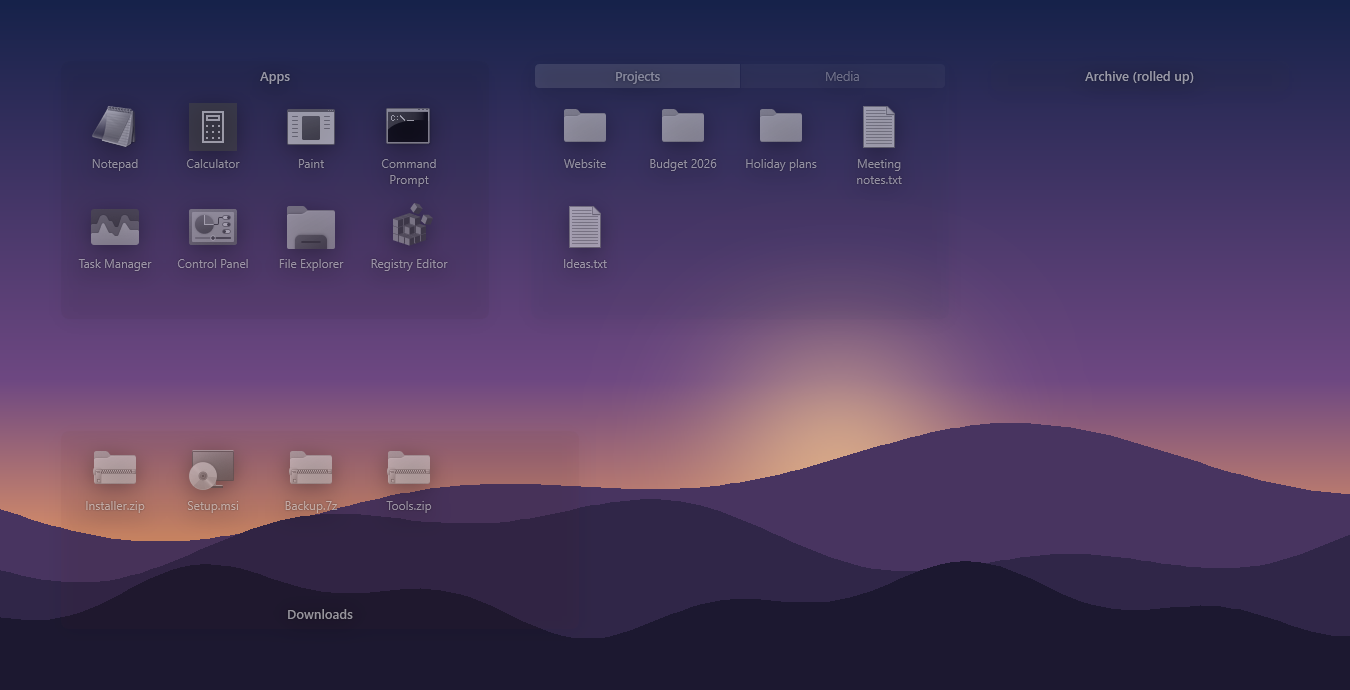 Apps
Projects
Media
Archive (rolled up)
Notepad
Calculator
Paint
Command
Prompt
Website
Budget 2026
Holiday plans
Meeting
notes.txt
Task Manager
Control Panel
File Explorer
Registry Editor
Ideas.txt
Installer.zip
Setup.msi
Backup.7z
Tools.zip
Downloads